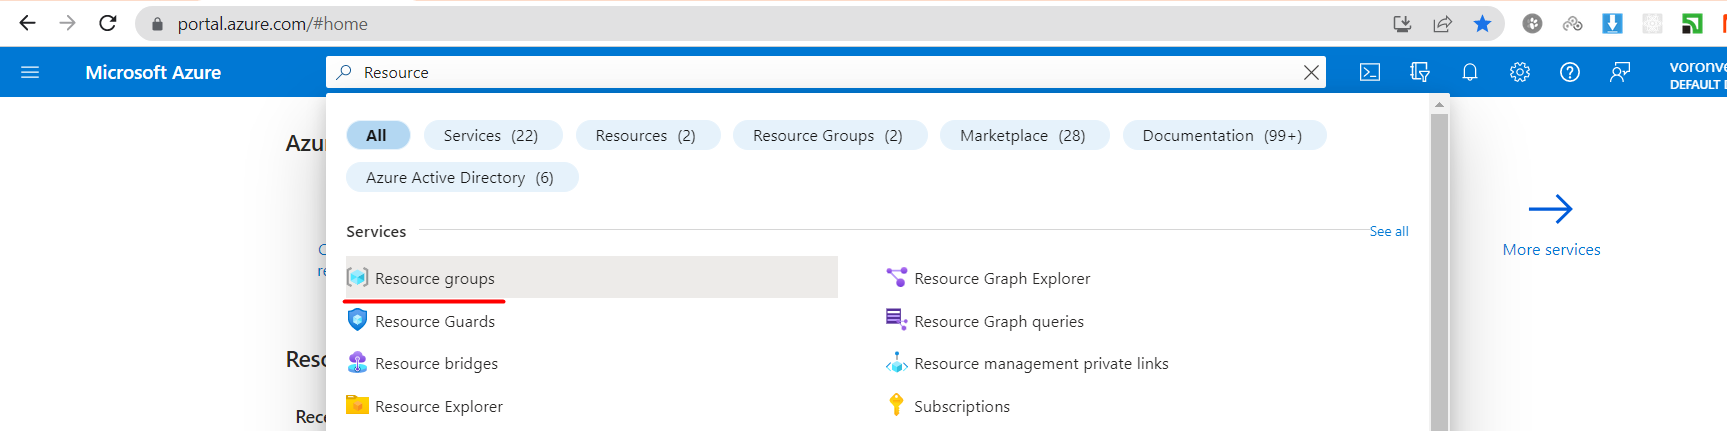 portal.azure.com/#home
Microsoft Azure Resource
DEFAULT
All Services (22) Resources (2) Resource Groups (2) Marketplace (28) Documentation (99+)
Azure Active Directory (6)
Services See all
Resource groups Resource Graph Explorer More services
Resource Guards Resource Graph queries
Resource bridges Resource management private links
Resource Explorer Subscriptions